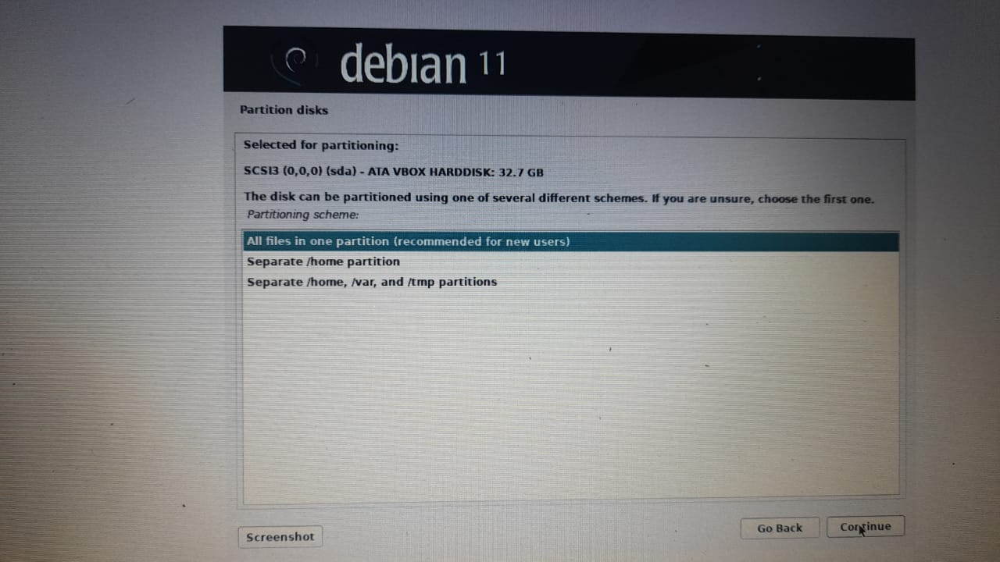 debian 11
Partition disks
Selected for partitioning:
SCSI3 (0,0,0) (sda) - ATA VBOX HARDDISK: 32.7 GB
The disk can be partitioned using one of several different schemes. If you are unsure, choose the first one.
Partitioning scheme:
All files in one partition (recommended for new users)
Separate /home partition
Separate /home, /var, and /tmp partitions
Screenshot
Go Back
Continue